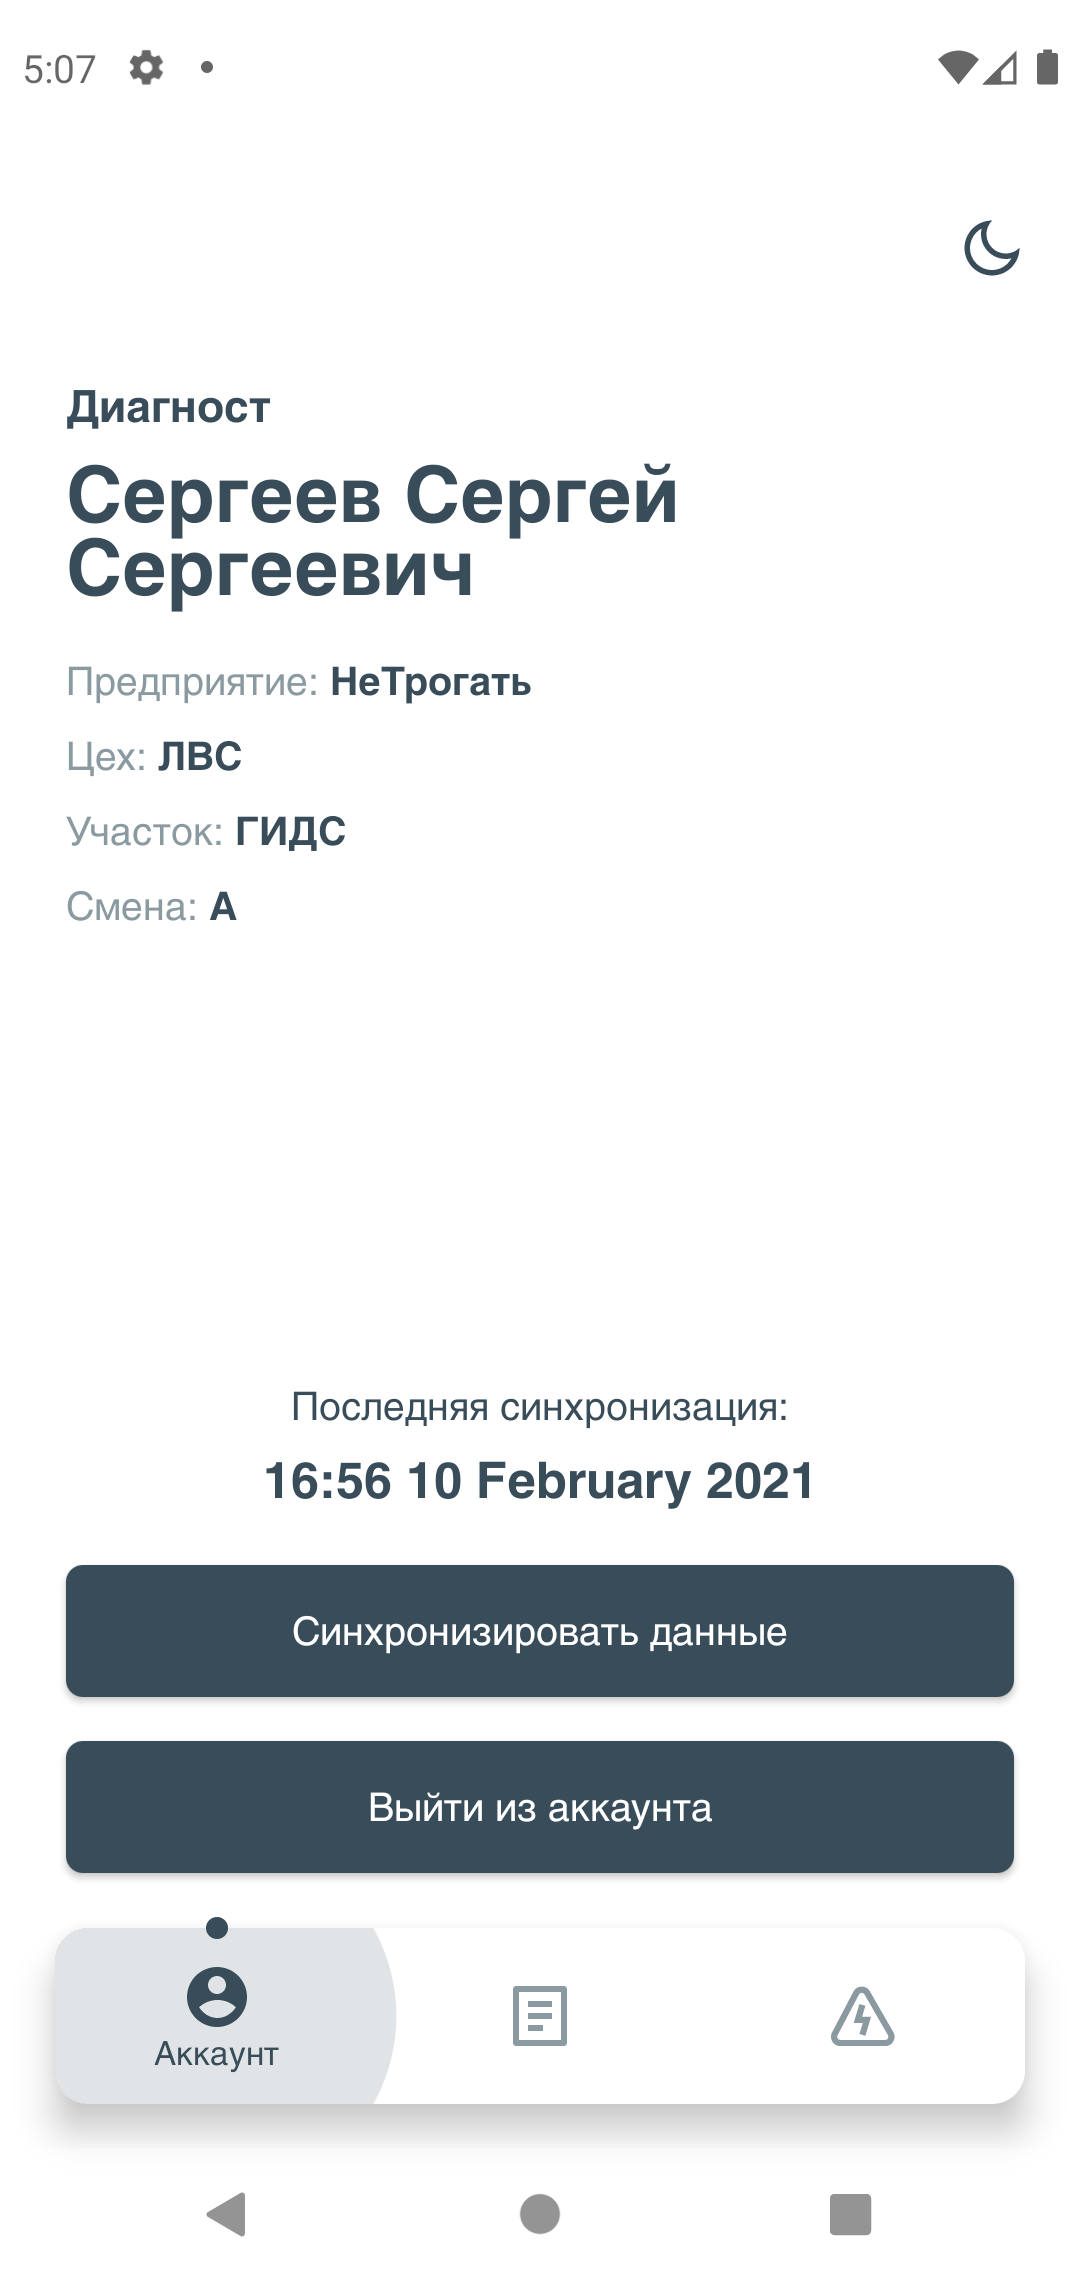 5:07
Диагност
Сергеев Сергей
Сергеевич
Предприятие: НеТрогать
Цех: ЛВС
Участок: ГИДС
Смена: А
Последняя синхронизация:
16:56 10 February 2021
Синхронизировать данные
Выйти из аккаунта
Аккаунт